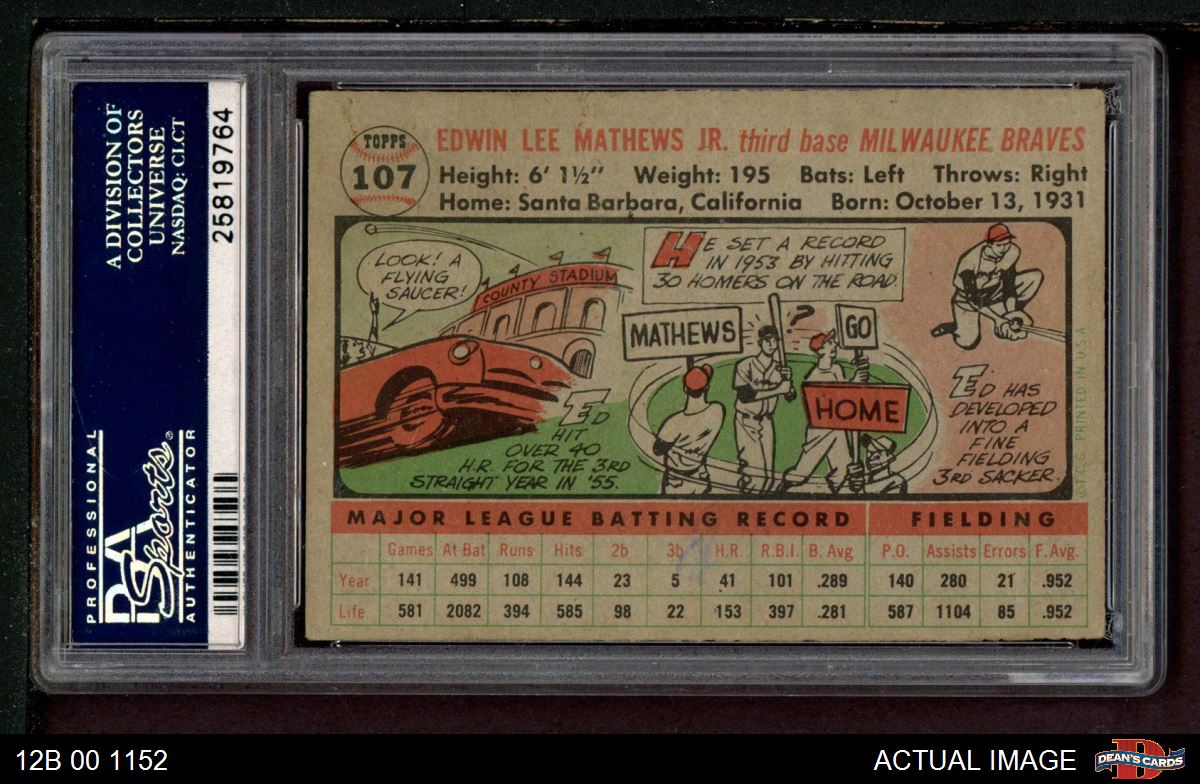 A DIVISION OF
COLLECTORS
UNIVERSE
NASDAQ: CLCT
25819764
PROFESSIONAL
PSA
Sports®
AUTHENTICATOR
TOPPS
107
EDWIN LEE MATHEWS JR. third base MILWAUKEE BRAVES
Height: 6' 1½" Weight: 195 Bats: Left Throws: Right
Home: Santa Barbara, California Born: October 13, 1931
LOOK! A
FLYING
SAUCER!
COUNTY STADIUM
ED
HIT
OVER 40
H.R. FOR THE 3RD
STRAIGHT YEAR IN '55.
HE SET A RECORD
IN 1953 BY HITTING
30 HOMERS ON THE ROAD.
MATHEWS
?
GO
HOME
ED HAS
DEVELOPED
INTO A
FINE
FIELDING
3RD SACKER.
©T.C.G. PRINTED IN U.S.A.
MAJOR LEAGUE BATTING RECORD FIELDING
Games At Bat Runs Hits 2b 3b H.R. R.B.I. B. Avg P.O. Assists Errors F. Avg.
Year 141 499 108 144 23 5 41 101 .289 140 280 21 .952
Life 581 2082 394 585 98 22 153 397 .281 587 1104 85 .952
12B 00 1152
ACTUAL IMAGE
D
DEAN'S CARDS